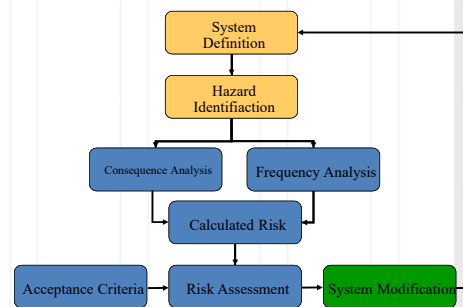 System
Definition
Hazard
Identifiaction
Consequence Analysis
Frequency Analysis
Calculated Risk
Acceptance Criteria
Risk Assessment
System Modification